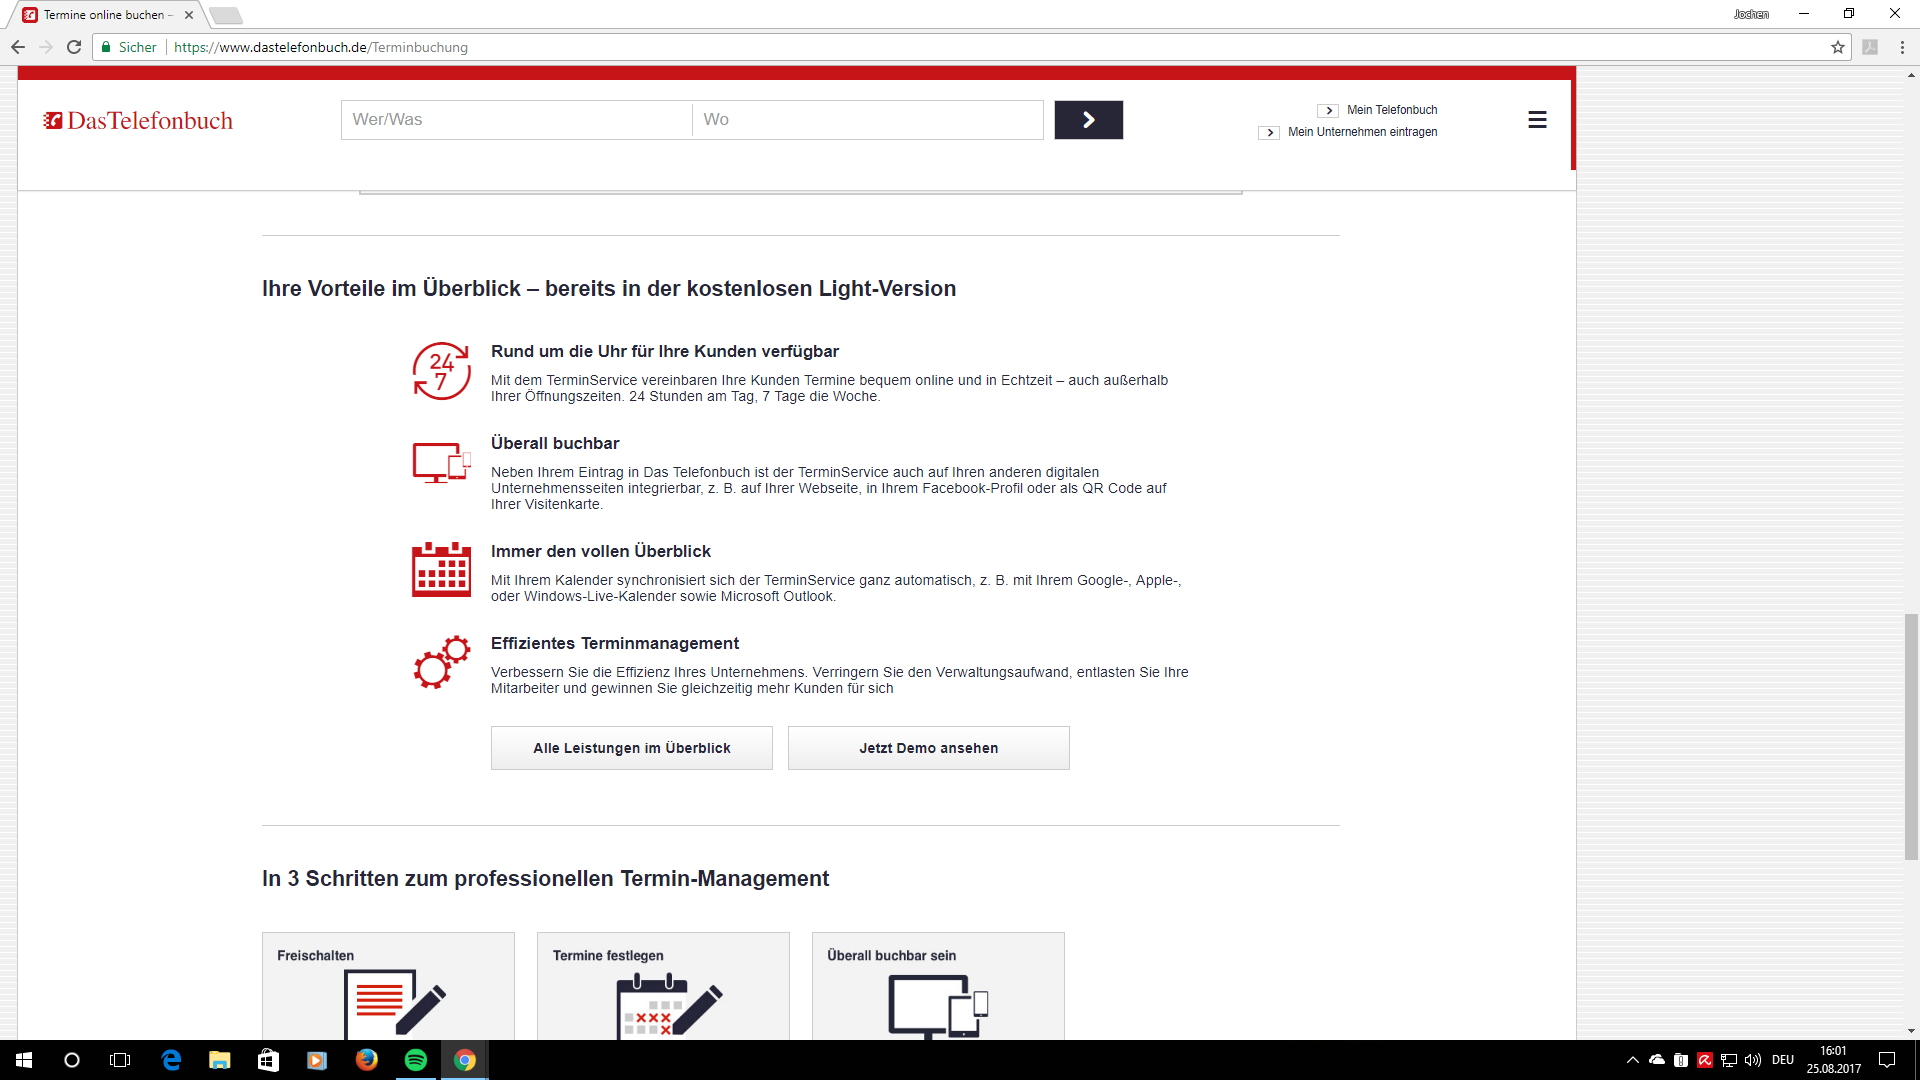 Termine online buchen –
Jochen
Sicher
https://www.dastelefonbuch.de/Terminbuchung
DasTelefonbuch
Wer/Was
Wo
Mein Telefonbuch
Mein Unternehmen eintragen
Ihre Vorteile im Überblick – bereits in der kostenlosen Light-Version
24
7
Rund um die Uhr für Ihre Kunden verfügbar
Mit dem TerminService vereinbaren Ihre Kunden Termine bequem online und in Echtzeit – auch außerhalb
Ihrer Öffnungszeiten. 24 Stunden am Tag, 7 Tage die Woche.
Überall buchbar
Neben Ihrem Eintrag in Das Telefonbuch ist der TerminService auch auf Ihren anderen digitalen
Unternehmensseiten integrierbar, z. B. auf Ihrer Webseite, in Ihrem Facebook-Profil oder als QR Code auf
Ihrer Visitenkarte.
Immer den vollen Überblick
Mit Ihrem Kalender synchronisiert sich der TerminService ganz automatisch, z. B. mit Ihrem Google-, Apple-,
oder Windows-Live-Kalender sowie Microsoft Outlook.
Effizientes Terminmanagement
Verbessern Sie die Effizienz Ihres Unternehmens. Verringern Sie den Verwaltungsaufwand, entlasten Sie Ihre
Mitarbeiter und gewinnen Sie gleichzeitig mehr Kunden für sich
Alle Leistungen im Überblick
Jetzt Demo ansehen
In 3 Schritten zum professionellen Termin-Management
Freischalten
Termine festlegen
Überall buchbar sein
DEU
16:01
25.08.2017